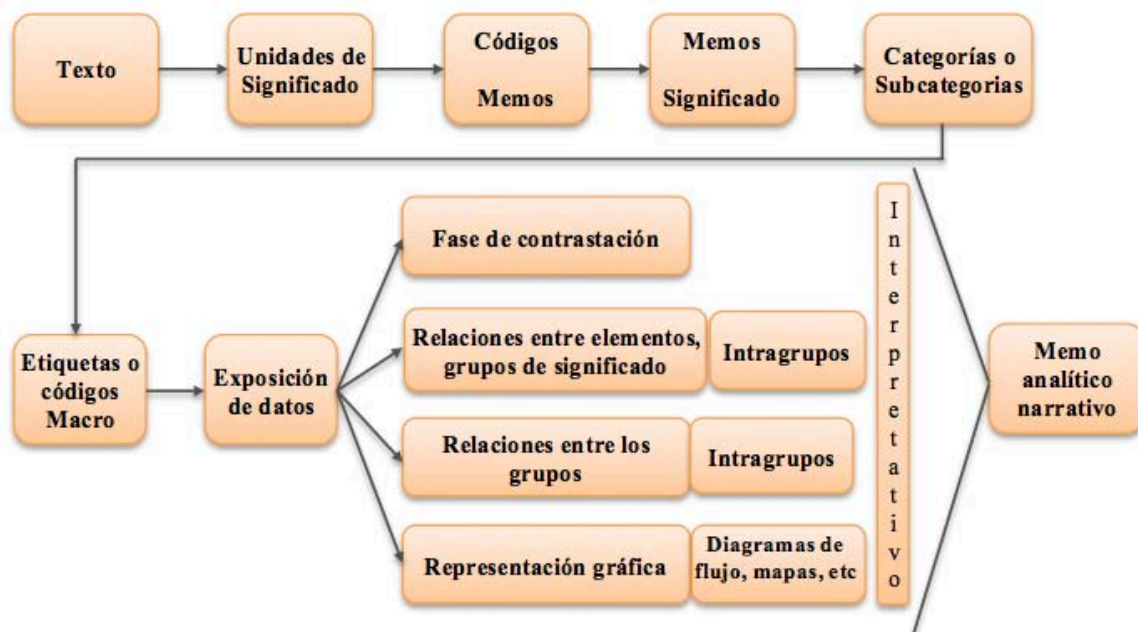 Texto
Unidades de
Significado
Códigos
Memos
Memos
Significado
Categorías o
Subcategorias
Etiquetas o
códigos
Macro
Exposición
de datos
Fase de contrastación
Relaciones entre elementos,
grupos de significado
Intragrupos
Relaciones entre los
grupos
Intragrupos
Representación gráfica
Diagramas de
flujo, mapas, etc
Interpretativo
Memo
analítico
narrativo